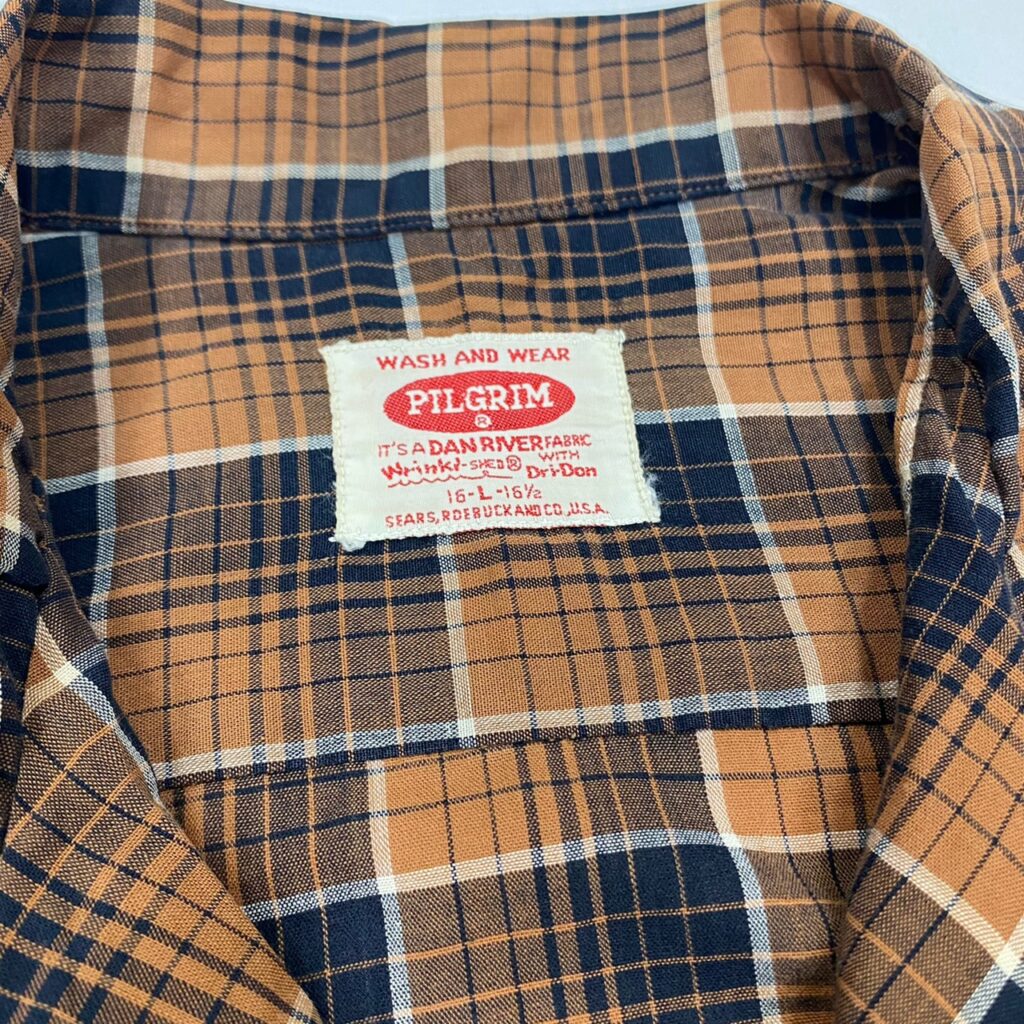 WASH AND WEAR
PILGRIM
®
IT'S A DAN RIVER FABRIC
Wrinkl-SHED® WITH Dri-Don
16-L-16½
SEARS, ROEBUCK AND CO., U.S.A.